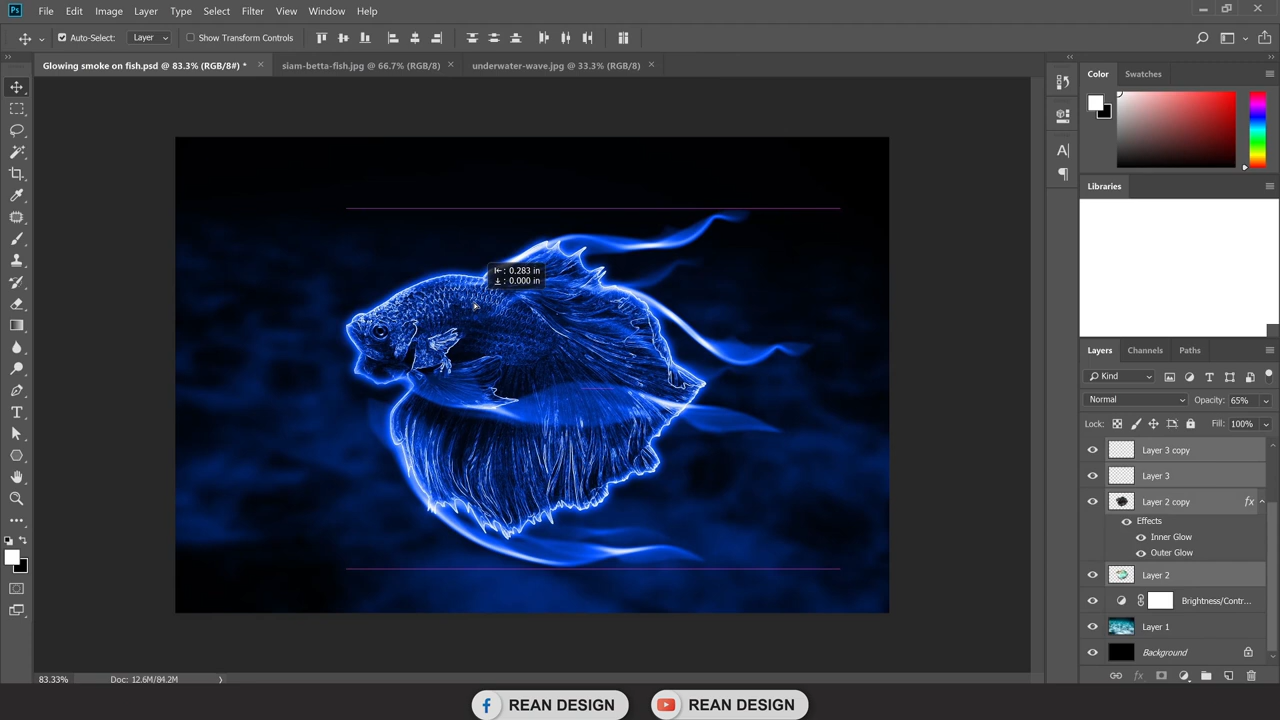 Ps File Edit Image Layer Type Select Filter View Window Help
Auto-Select: Layer Show Transform Controls
Glowing smoke on fish.psd @ 83.3% (RGB/8#) * siam-betta-fish.jpg @ 66.7% (RGB/8) underwater-wave.jpg @ 33.3% (RGB/8)
Color Swatches
Libraries
: 0.283 in
: 0.000 in
Layers Channels Paths
Kind
Normal Opacity: 65%
Lock: Fill: 100%
Layer 3 copy
Layer 3
Layer 2 copy fx
Effects
Inner Glow
Outer Glow
Layer 2
Brightness/Contr...
Layer 1
Background
83.33% Doc: 12.6M/84.2M
fx
REAN DESIGN REAN DESIGN